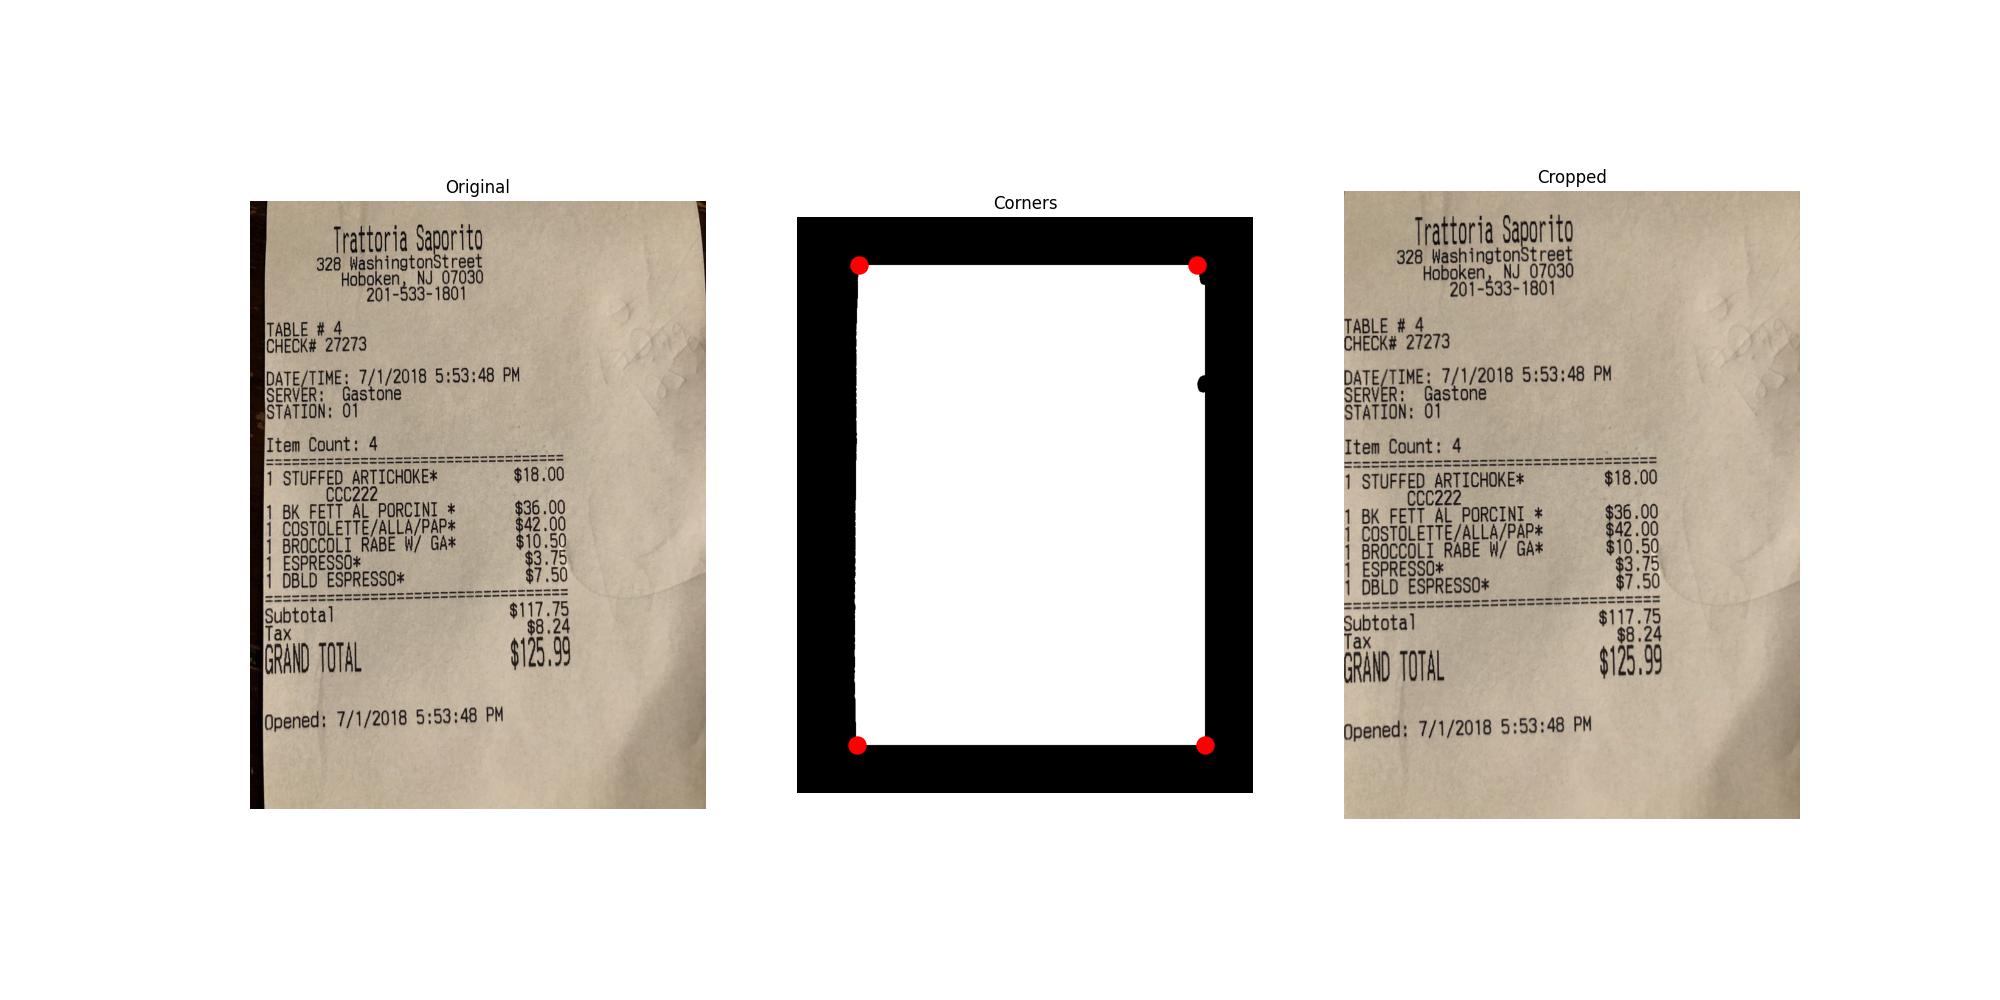 Original
Trattoria Saporito
328 WashingtonStreet
Hoboken, NJ 07030
201-533-1801
TABLE # 4
CHECK# 27273
DATE/TIME: 7/1/2018 5:53:48 PM
SERVER: Gastone
STATION: 01
Item Count: 4
==================================
1 STUFFED ARTICHOKE* $18.00
CCC222
1 BK FETT AL PORCINI * $36.00
1 COSTOLETTE/ALLA/PAP* $42.00
1 BROCCOLI RABE W/ GA* $10.50
1 ESPRESSO* $3.75
1 DBLD ESPRESSO* $7.50
==================================
Subtotal $117.75
Tax $8.24
GRAND TOTAL $125.99
Opened: 7/1/2018 5:53:48 PM
Corners
Cropped
Trattoria Saporito
328 WashingtonStreet
Hoboken, NJ 07030
201-533-1801
TABLE # 4
CHECK# 27273
DATE/TIME: 7/1/2018 5:53:48 PM
SERVER: Gastone
STATION: 01
Item Count: 4
==================================
1 STUFFED ARTICHOKE* $18.00
CCC222
1 BK FETT AL PORCINI * $36.00
1 COSTOLETTE/ALLA/PAP* $42.00
1 BROCCOLI RABE W/ GA* $10.50
1 ESPRESSO* $3.75
1 DBLD ESPRESSO* $7.50
==================================
Subtotal $117.75
Tax $8.24
GRAND TOTAL $125.99
Opened: 7/1/2018 5:53:48 PM